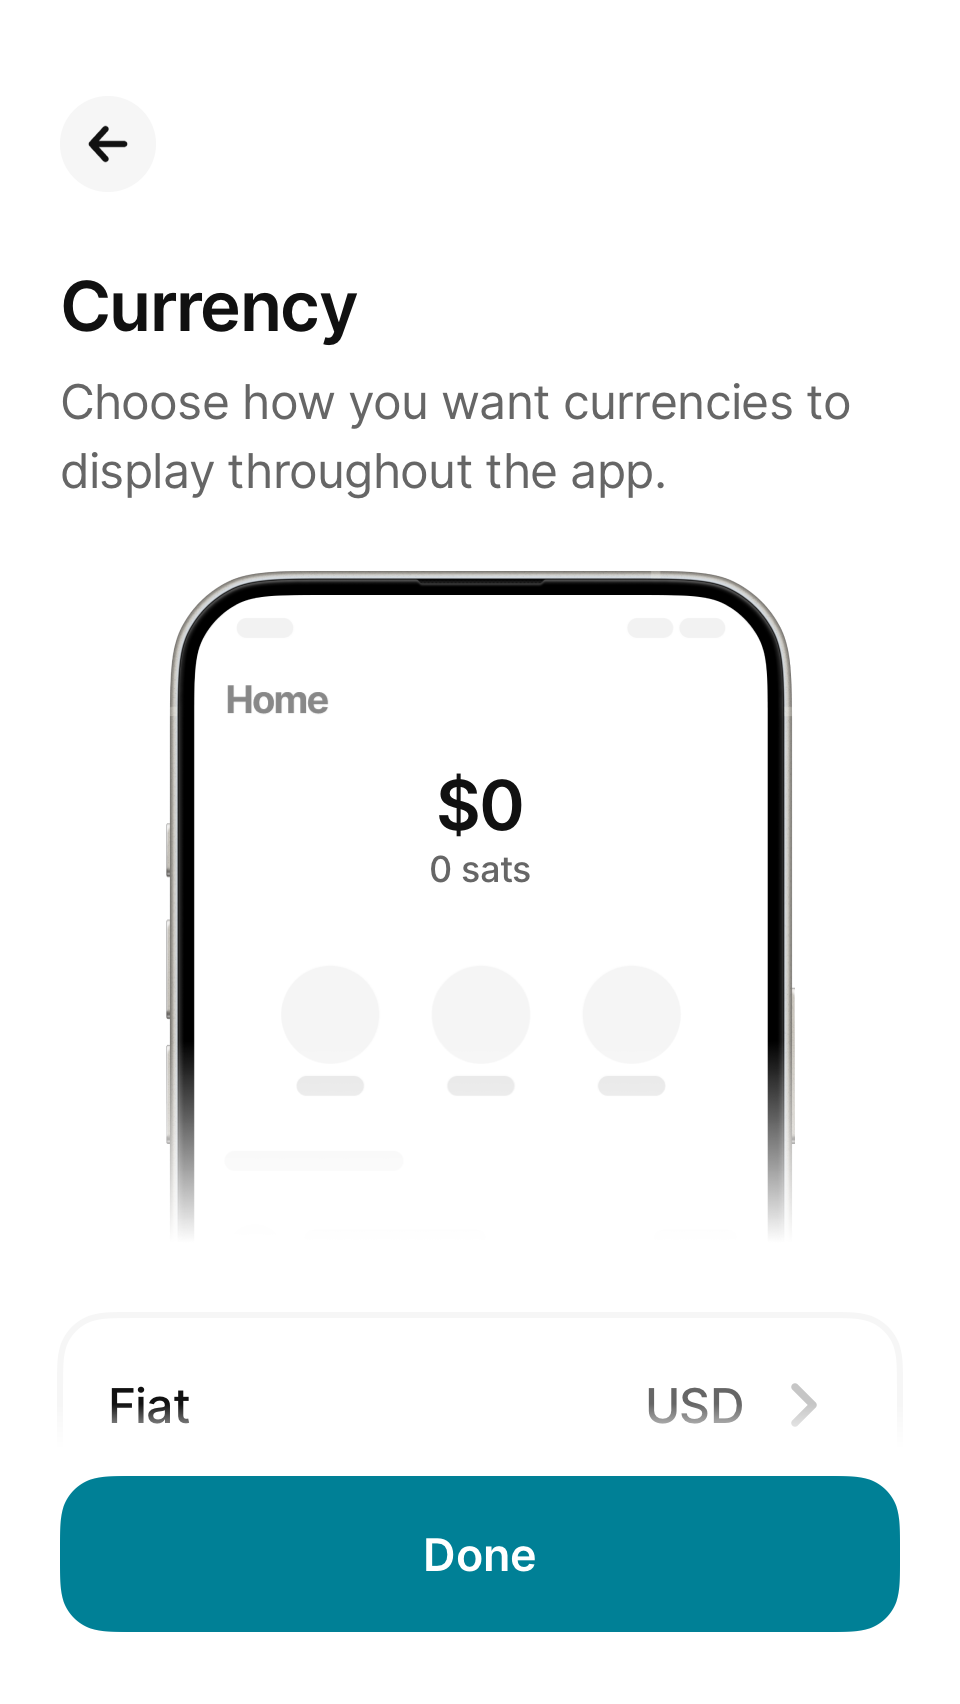 Currency
Choose how you want currencies to
display throughout the app.
Home
$0
0 sats
Fiat USD
Done